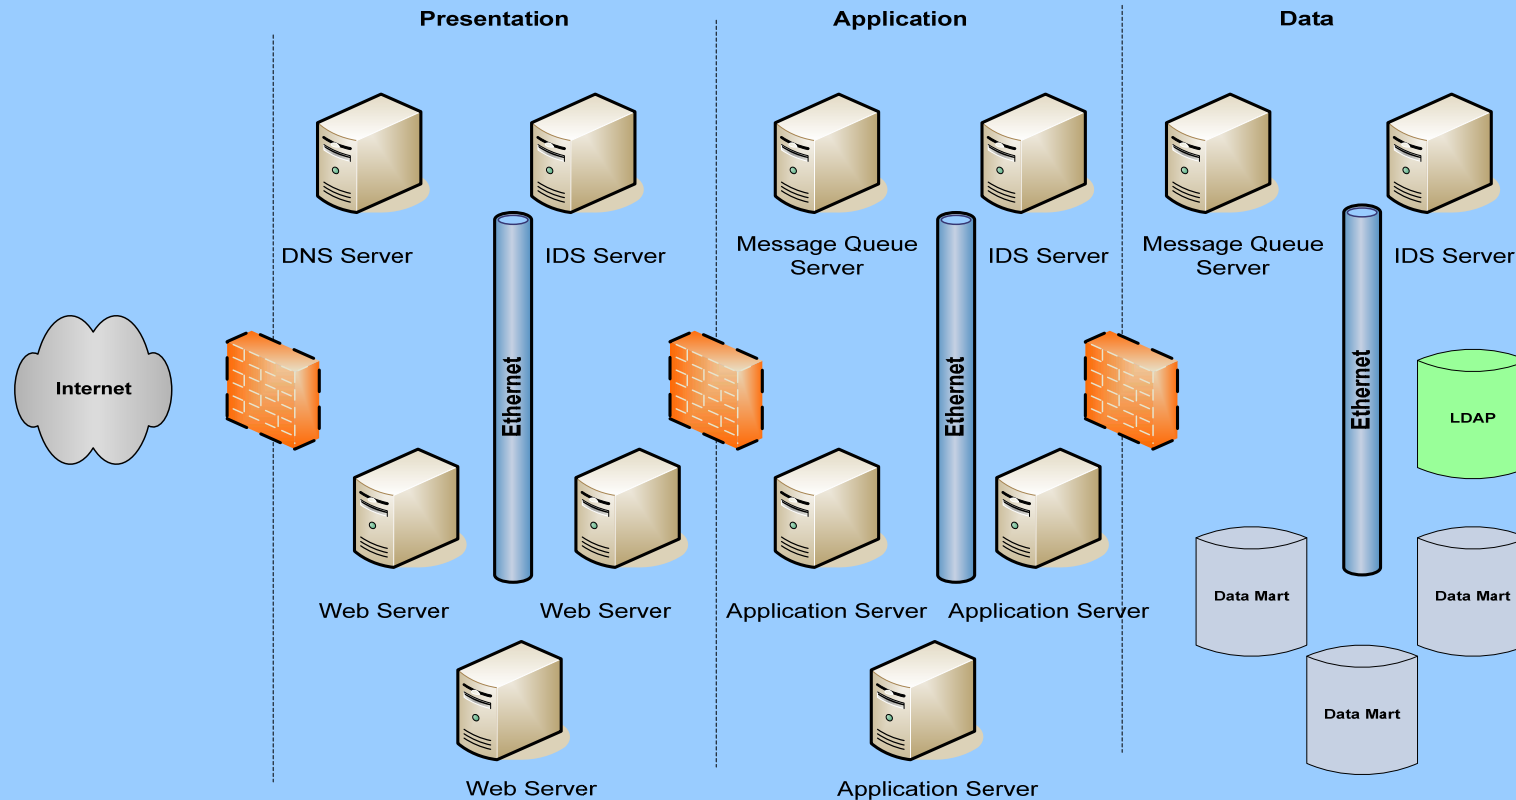 Presentation
Application
Data
DNS Server
IDS Server
Message Queue
Server
IDS Server
Message Queue
Server
IDS Server
Internet
Ethernet
Ethernet
Ethernet
LDAP
Web Server
Web Server
Application Server
Application Server
Data Mart
Data Mart
Data Mart
Web Server
Application Server